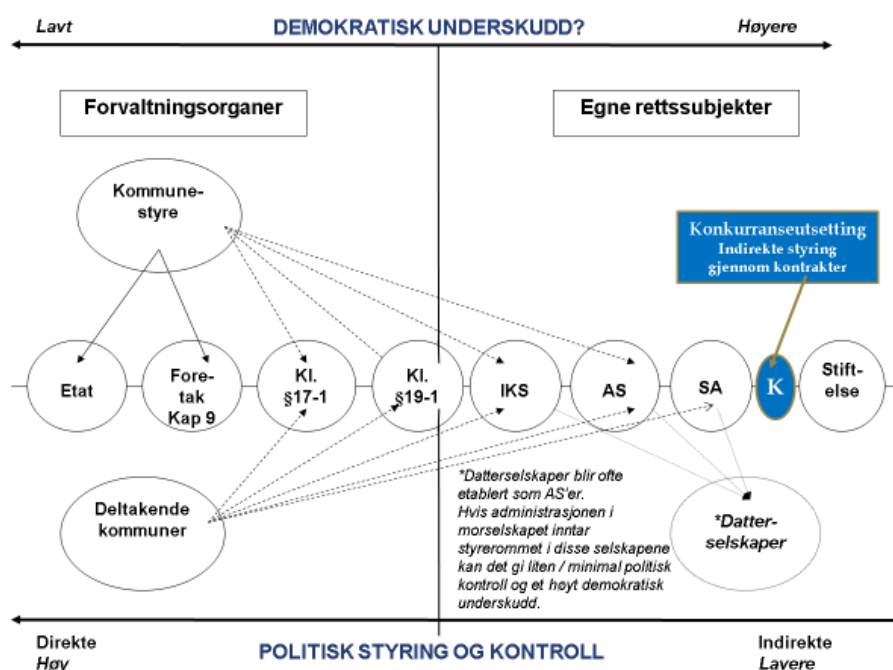 DEMOKRATISK UNDERSKUDD?
Lavt
Høyere
Forvaltningsorganer
Egne rettssubjekter
Kommune-
styre
Konkurranseutsetting
Indirekte styring
gjennom kontrakter
Etat
Fore-
tak
Kap 9
Kl.
§17-1
Kl.
§19-1
IKS
AS
SA
K
Stift-
else
Deltakende
kommuner
*Datterselskaper blir ofte
etablert som AS'er.
Hvis administrasjonen i
morselskapet inntar
styrerommet i disse selskapene
kan det gi liten / minimal politisk
kontroll og et høyt demokratisk
underskudd.
*Datter-
selskaper
Direkte
Høy
POLITISK STYRING OG KONTROLL
Indirekte
Lavere